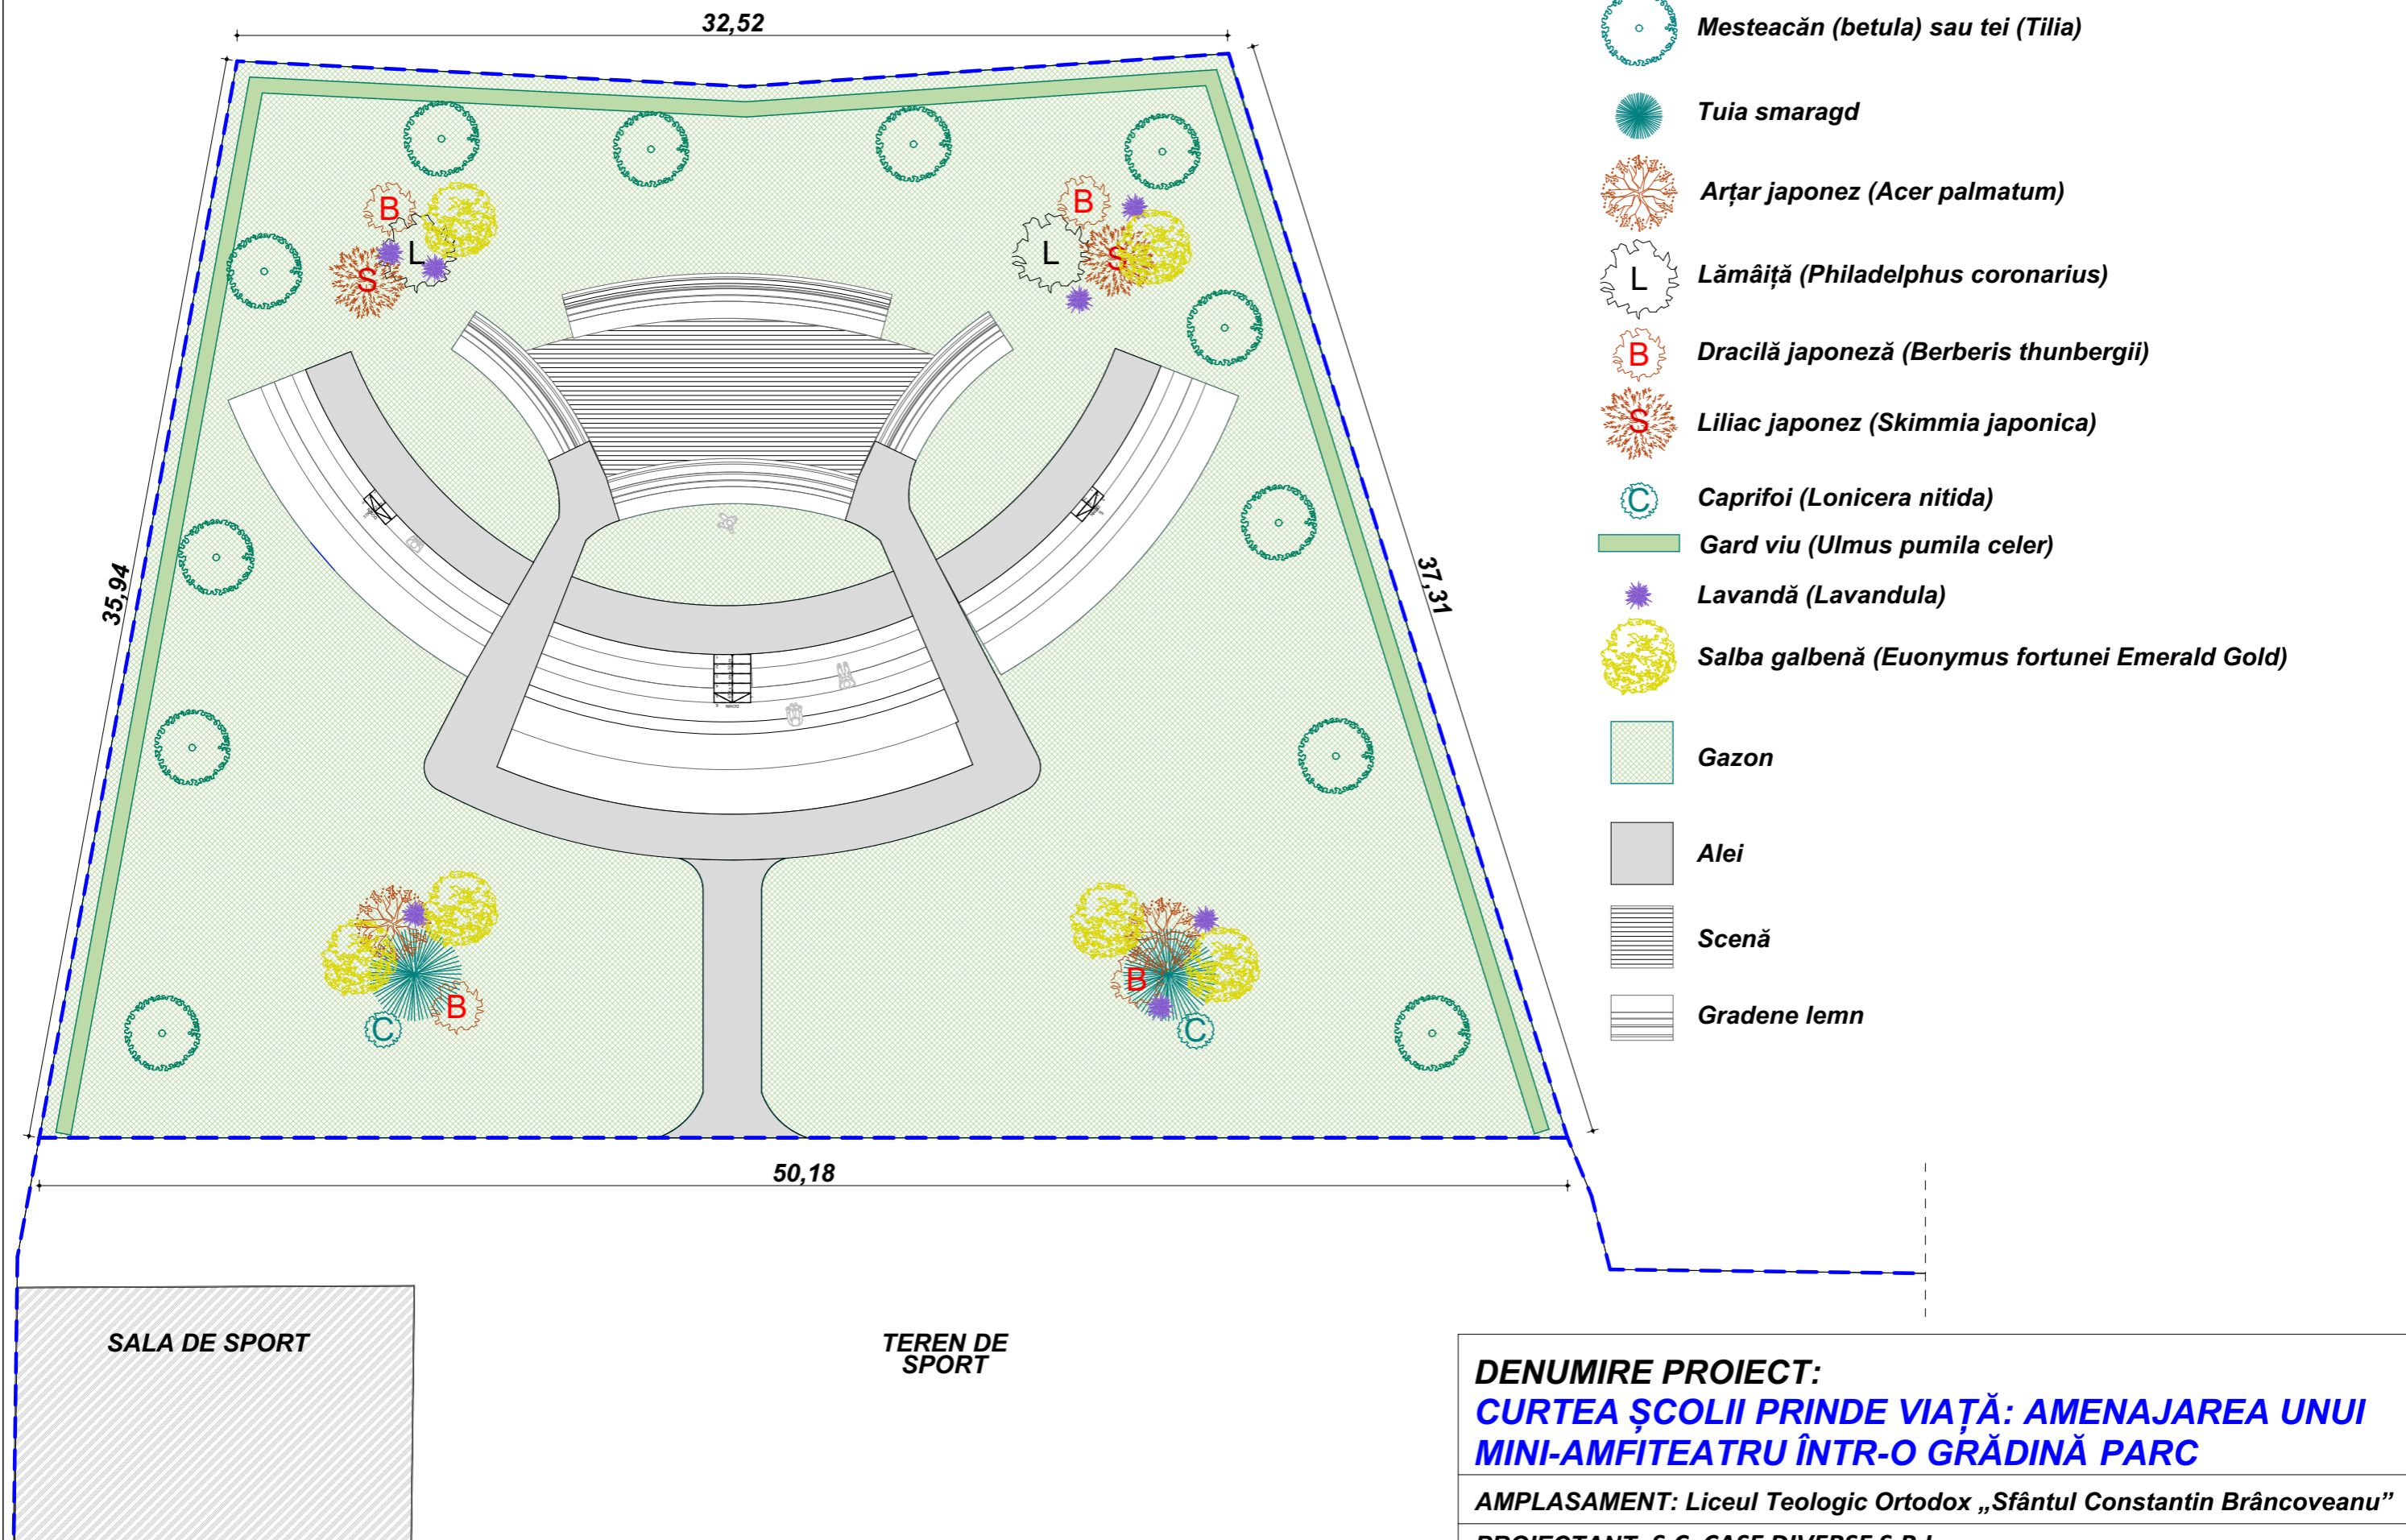 32,52
35,94
37,31
50,18
B
L
S
B
L
S
B
C
B
C
Mesteacăn (betula) sau tei (Tilia)
Tuia smaragd
Arțar japonez (Acer palmatum)
L Lămâiță (Philadelphus coronarius)
B Dracilă japoneză (Berberis thunbergii)
S Liliac japonez (Skimmia japonica)
C Caprifoi (Lonicera nitida)
Gard viu (Ulmus pumila celer)
Lavandă (Lavandula)
Salba galbenă (Euonymus fortunei Emerald Gold)
Gazon
Alei
Scenă
Gradene lemn
SALA DE SPORT
TEREN DE
SPORT
DENUMIRE PROIECT:
CURTEA ȘCOLII PRINDE VIAȚĂ: AMENAJAREA UNUI
MINI-AMFITEATRU ÎNTR-O GRĂDINĂ PARC
AMPLASAMENT: Liceul Teologic Ortodox „Sfântul Constantin Brâncoveanu”
PROIECTANT: S.C. CASE DIVERSE S.R.L.